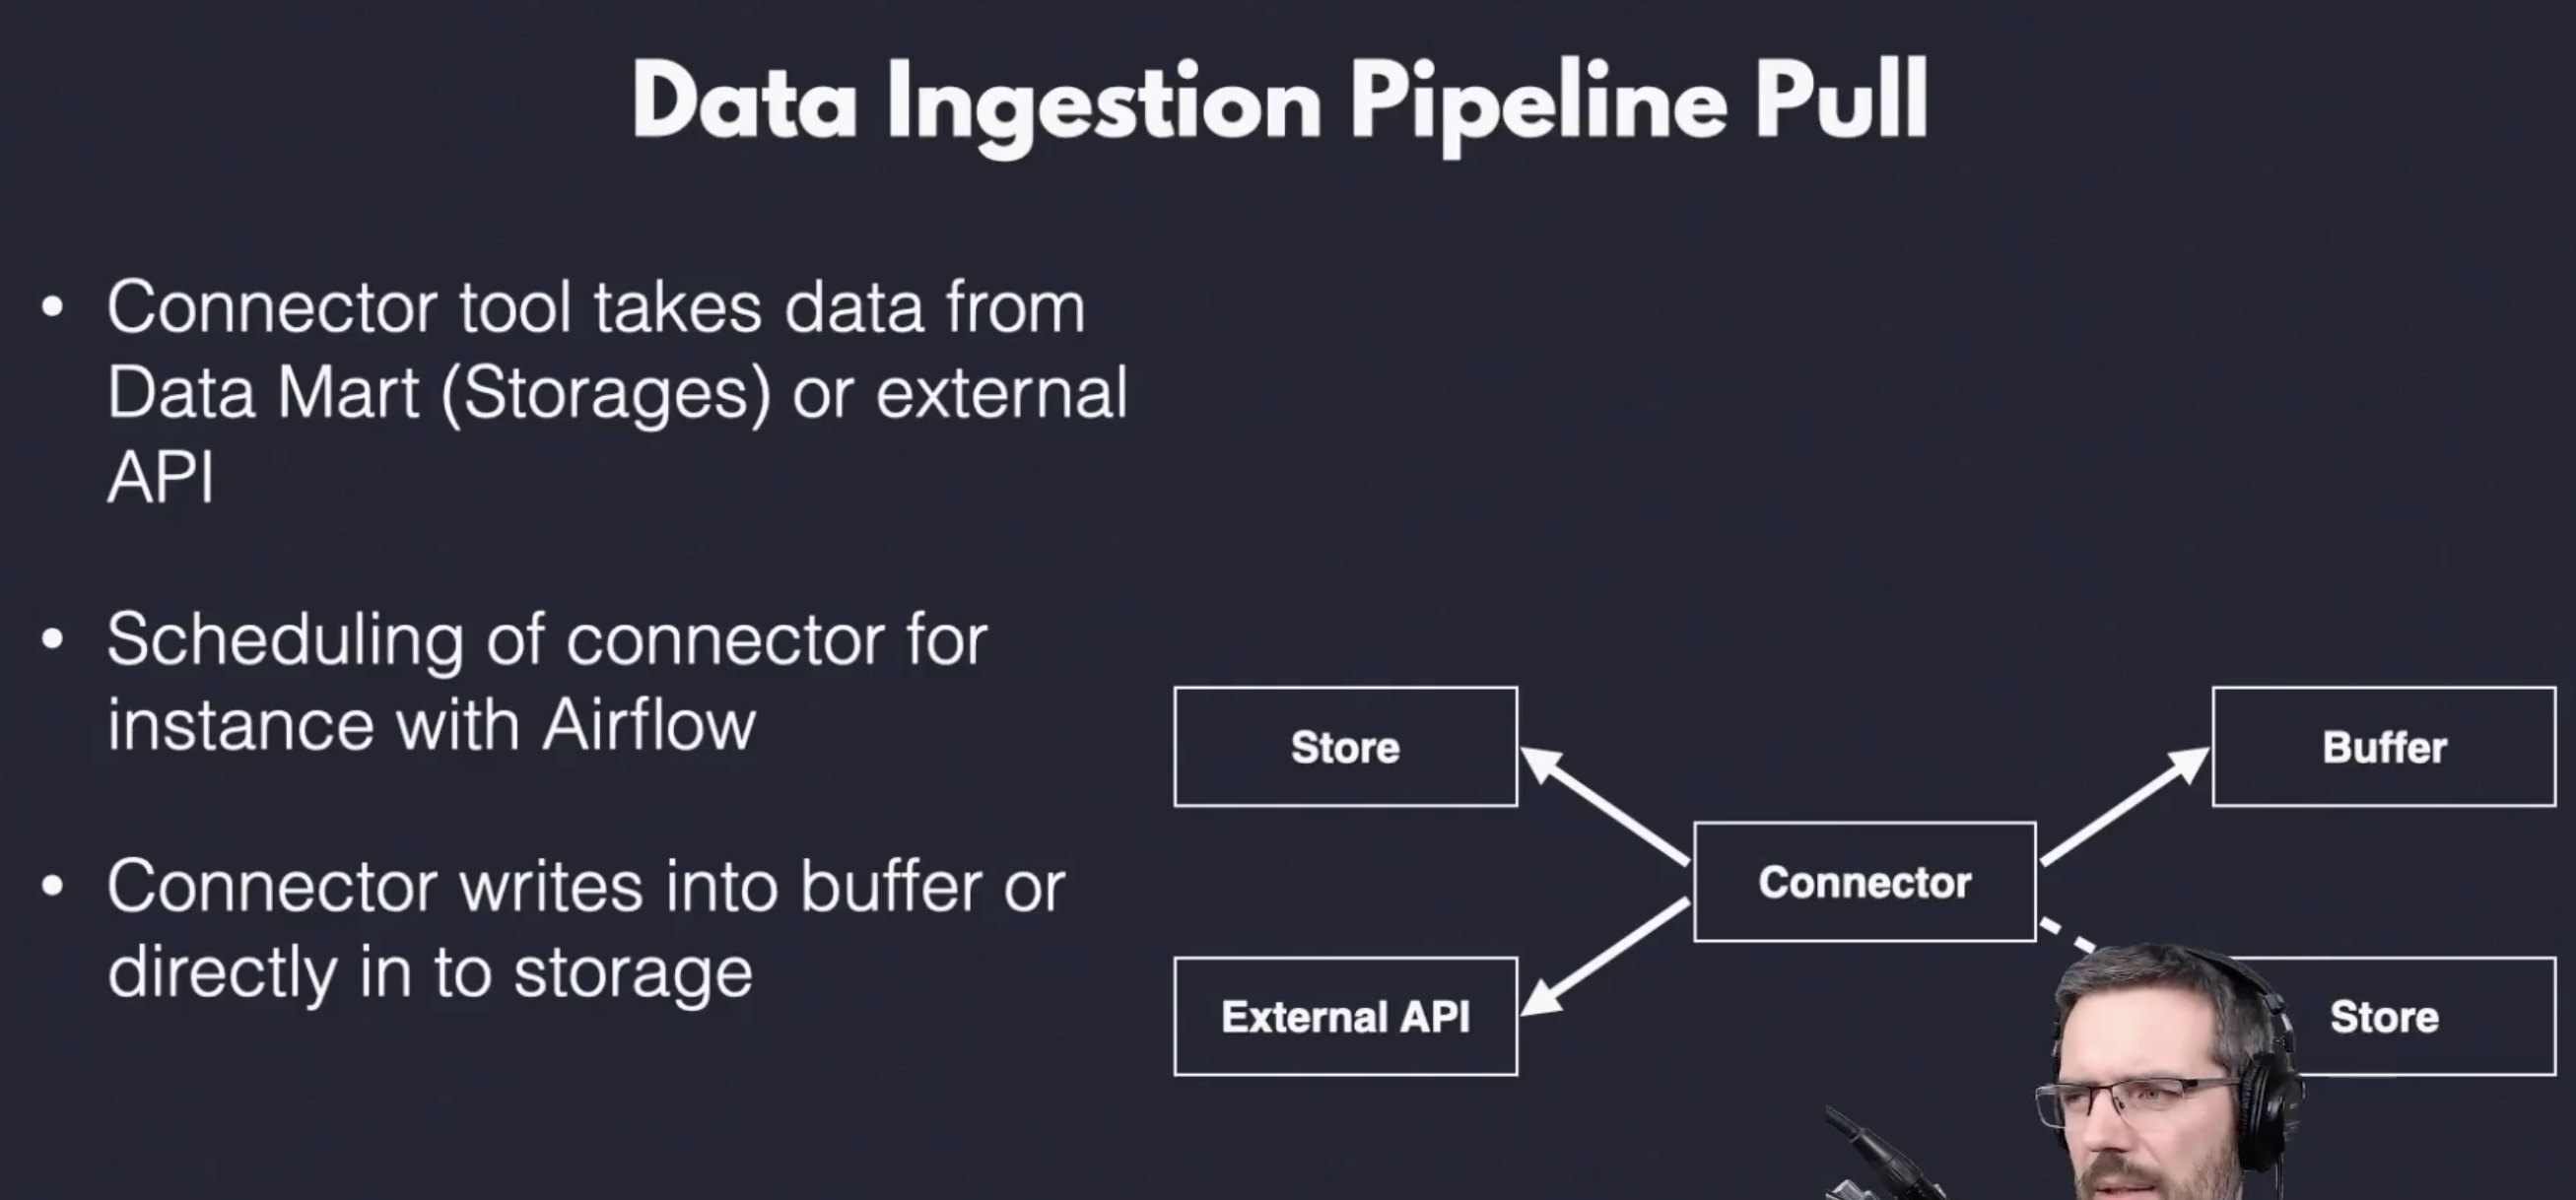 Data Ingestion Pipeline Pull
• Connector tool takes data from
Data Mart (Storages) or external
API
• Scheduling of connector for
instance with Airflow
• Connector writes into buffer or
directly in to storage
Store
Buffer
Connector
External API
Store